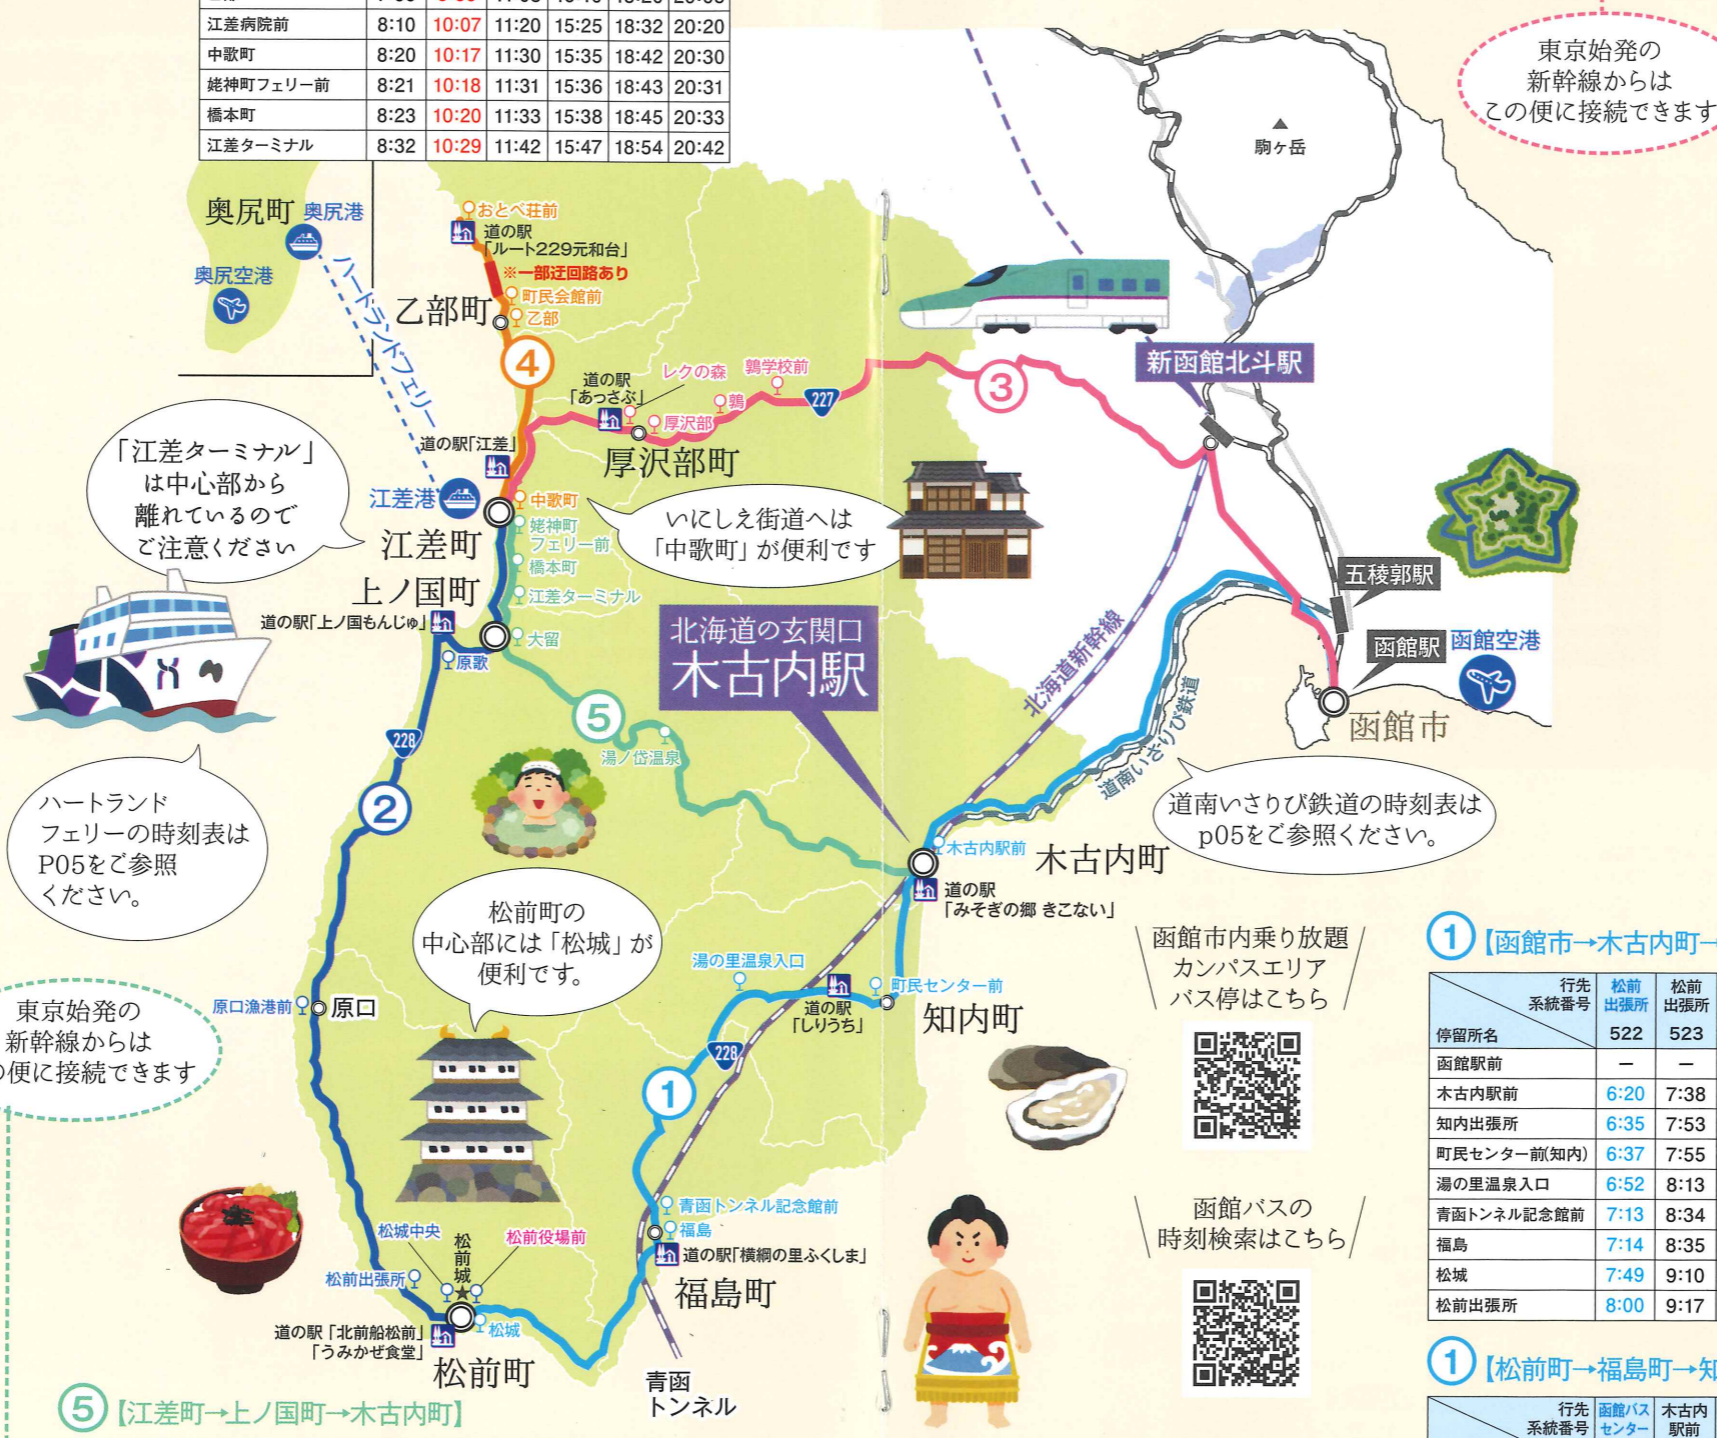 江差病院前 8:10 10:07 11:20 15:25 18:32 20:20
中歌町 8:20 10:17 11:30 15:35 18:42 20:30
姥神町フェリー前 8:21 10:18 11:31 15:36 18:43 20:31
橋本町 8:23 10:20 11:33 15:38 18:45 20:33
江差ターミナル 8:32 10:29 11:42 15:47 18:54 20:42
東京始発の
新幹線からは
この便に接続できます
駒ヶ岳
奥尻町
奥尻港
奥尻空港
ハートランドフェリー
おとべ荘前
道の駅
「ルート229元和台」
※一部迂回路あり
町民会館前
乙部町
乙部
4
新函館北斗駅
3
道の駅
「あっさぶ」
レクの森
鶉学校前
鶉
227
厚沢部
厚沢部町
道の駅「江差」
「江差ターミナル」
は中心部から
離れているので
ご注意ください
江差港
江差町
中歌町
姥神町
フェリー前
橋本町
江差ターミナル
いにしえ街道へは
「中歌町」が便利です
上ノ国町
道の駅「上ノ国もんじゅ」
大留
原歌
五稜郭駅
函館駅
函館空港
函館市
北海道の玄関口
木古内駅
北海道新幹線
道南いさりび鉄道
5
湯ノ岱温泉
228
2
ハートランド
フェリーの時刻表は
P05をご参照
ください。
道南いさりび鉄道の時刻表は
p05をご参照ください。
木古内駅前
木古内町
道の駅
「みそぎの郷 きこない」
松前町の
中心部には「松城」が
便利です。
湯の里温泉入口
道の駅
「しりうち」
町民センター前
知内町
228
1
原口漁港前
原口
東京始発の
新幹線からは
の便に接続できます
函館市内乗り放題
カンパスエリア
バス停はこちら
函館バスの
時刻検索はこちら
青函トンネル記念館前
福島
道の駅「横綱の里ふくしま」
福島町
松城中央
松前城
松前役場前
松前出張所
松城
道の駅「北前船松前」
「うみかぜ食堂」
松前町
青函
トンネル
5【江差町→上ノ国町→木古内町】
1【函館市→木古内町→
行先 松前出張所 松前出張所
系統番号
停留所名 522 523
函館駅前 － －
木古内駅前 6:20 7:38
知内出張所 6:35 7:53
町民センター前(知内) 6:37 7:55
湯の里温泉入口 6:52 8:13
青函トンネル記念館前 7:13 8:34
福島 7:14 8:35
松城 7:49 9:10
松前出張所 8:00 9:17
1【松前町→福島町→知
行先 函館バスセンター 木古内駅前
系統番号